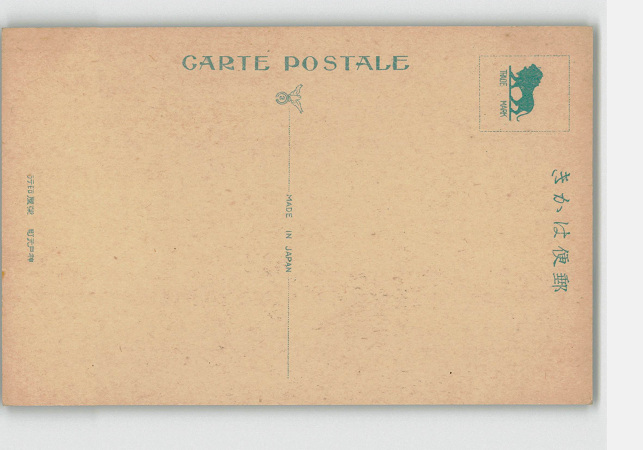 CARTE POSTALE
TRADE MARK
きかは便郵
MADE IN JAPAN